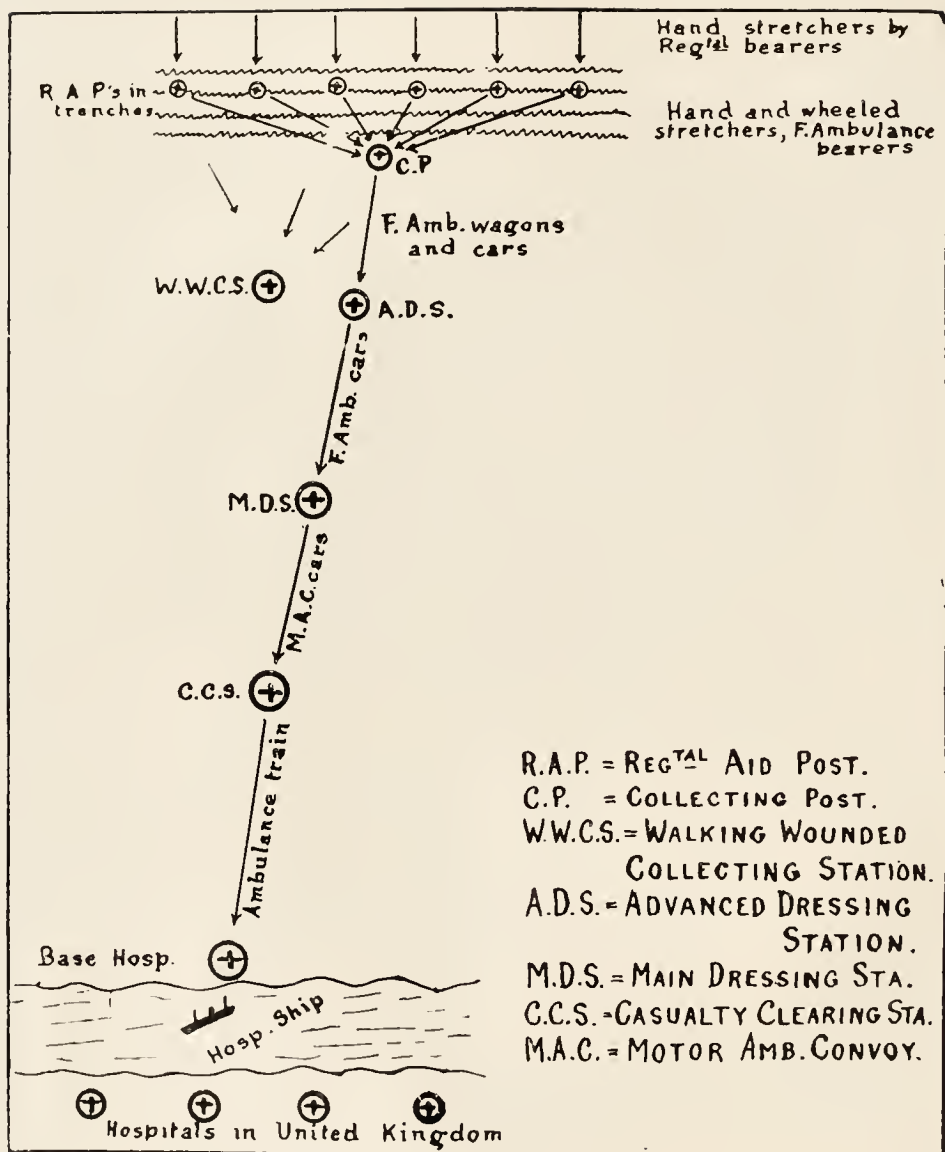 Hand stretchers by
Regtal bearers
R A P's in
trenches
Hand and wheeled
stretchers, F. Ambulance
bearers
C.P
F. Amb. wagons
and cars
W.W.C.S.
A.D.S.
F. Amb. cars
M.D.S.
M.A.C. cars
C.C.S.
Ambulance train
R.A.P. = REGTAL AID POST.
C.P. = COLLECTING POST.
W.W.C.S. = WALKING WOUNDED
COLLECTING STATION.
A.D.S. = ADVANCED DRESSING
STATION.
M.D.S. = MAIN DRESSING STA.
C.C.S. = CASUALTY CLEARING STA.
M.A.C. = MOTOR AMB. CONVOY.
Base Hosp.
Hosp. Ship
Hospitals in United Kingdom